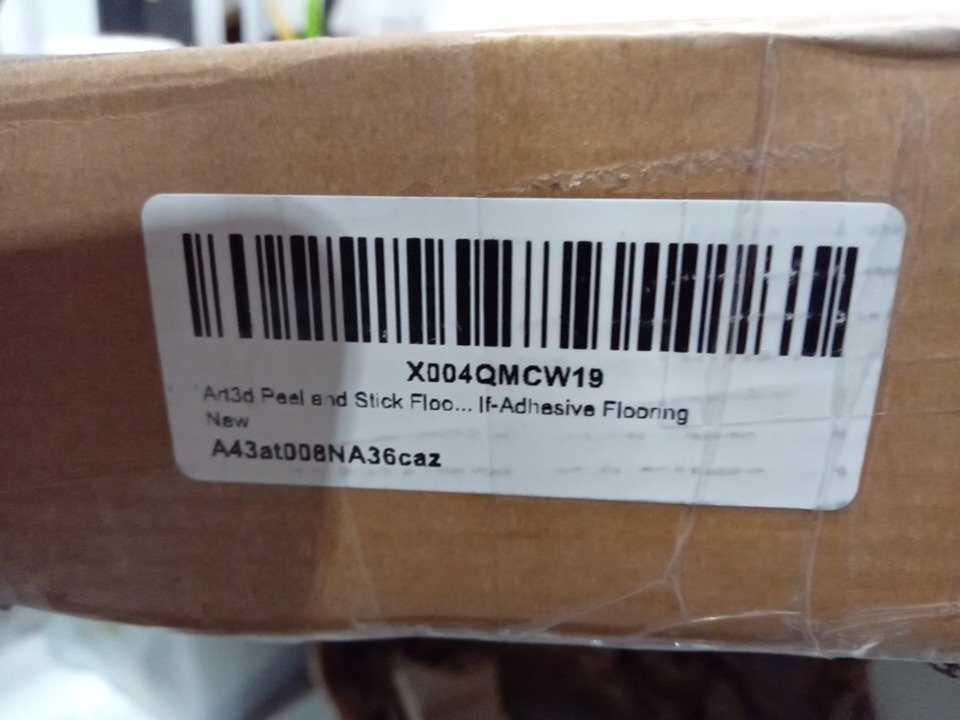 X004QMCW19
Art3d Peel and Stick Floo... lf-Adhesive Flooring
New
A43at008NA36caz